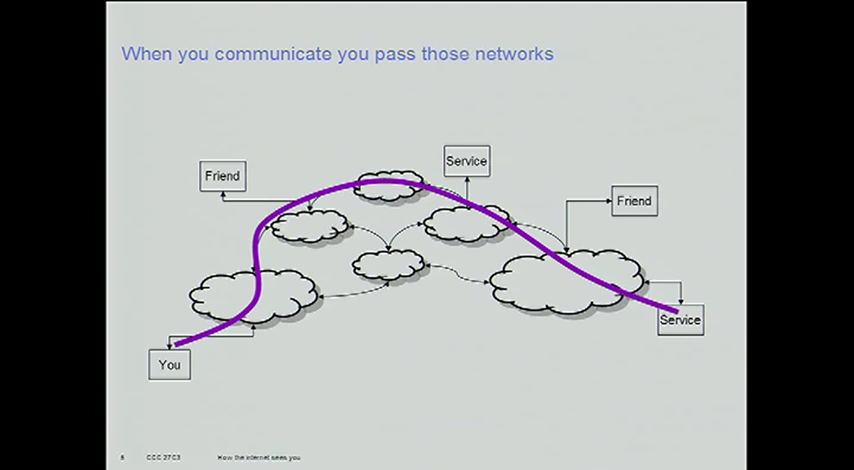 When you communicate you pass those networks
Service
Friend
Friend
Service
You
CCC 27C3
How the internet sees you